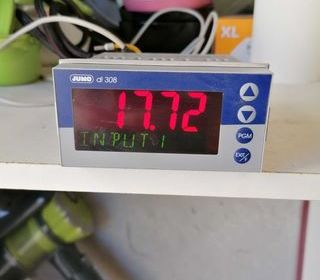 XL
JUMO di 308
17.72
INPUT 1
PGM
EXIT